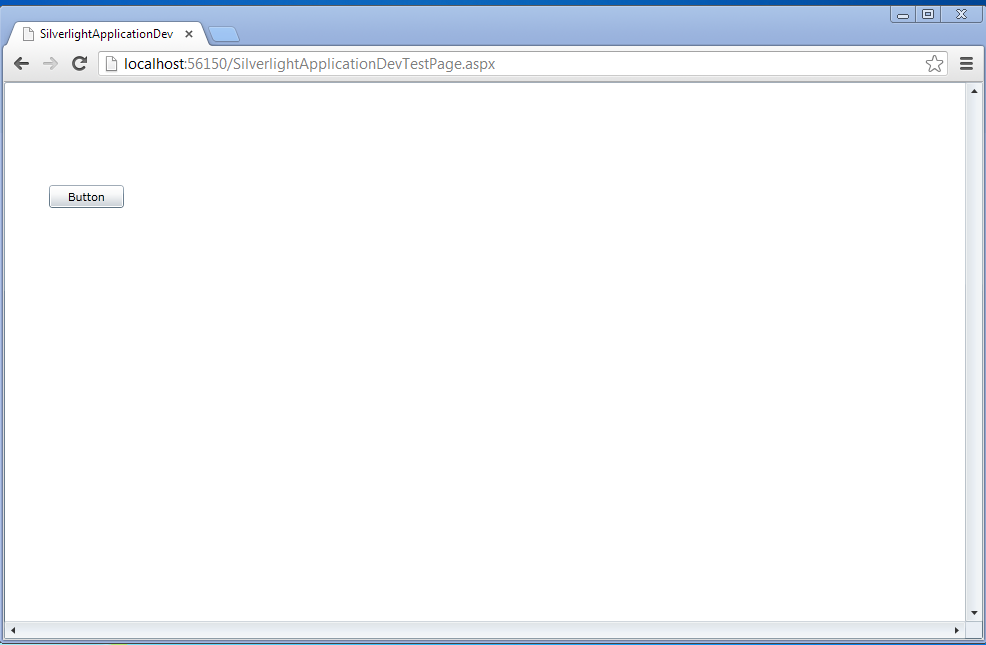 SilverlightApplicationDev
localhost:56150/SilverlightApplicationDevTestPage.aspx
Button